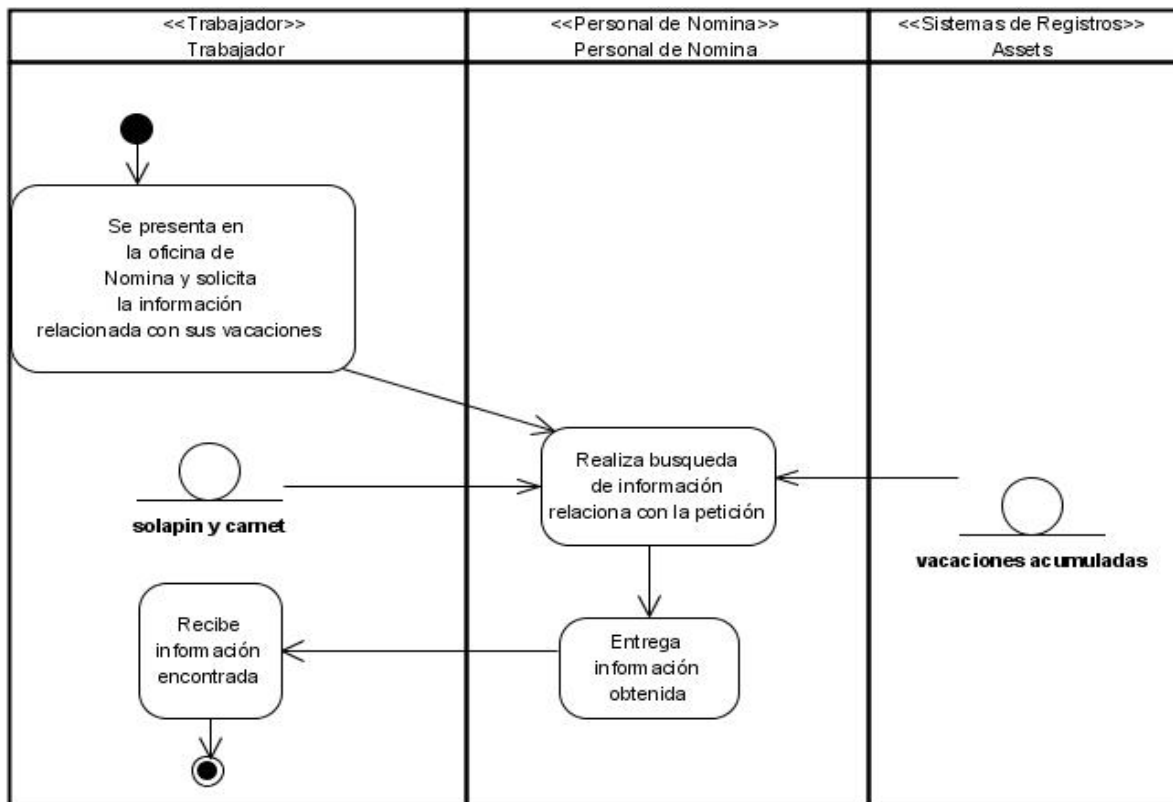 <<Trabajador>>
Trabajador
<<Personal de Nomina>>
Personal de Nomina
<<Sistemas de Registros>>
Assets
Se presenta en
la oficina de
Nomina y solicita
la información
relacionada con sus vacaciones
Realiza busqueda
de información
relaciona con la petición
solapin y carnet
vacaciones acumuladas
Recibe
información
encontrada
Entrega
información
obtenida